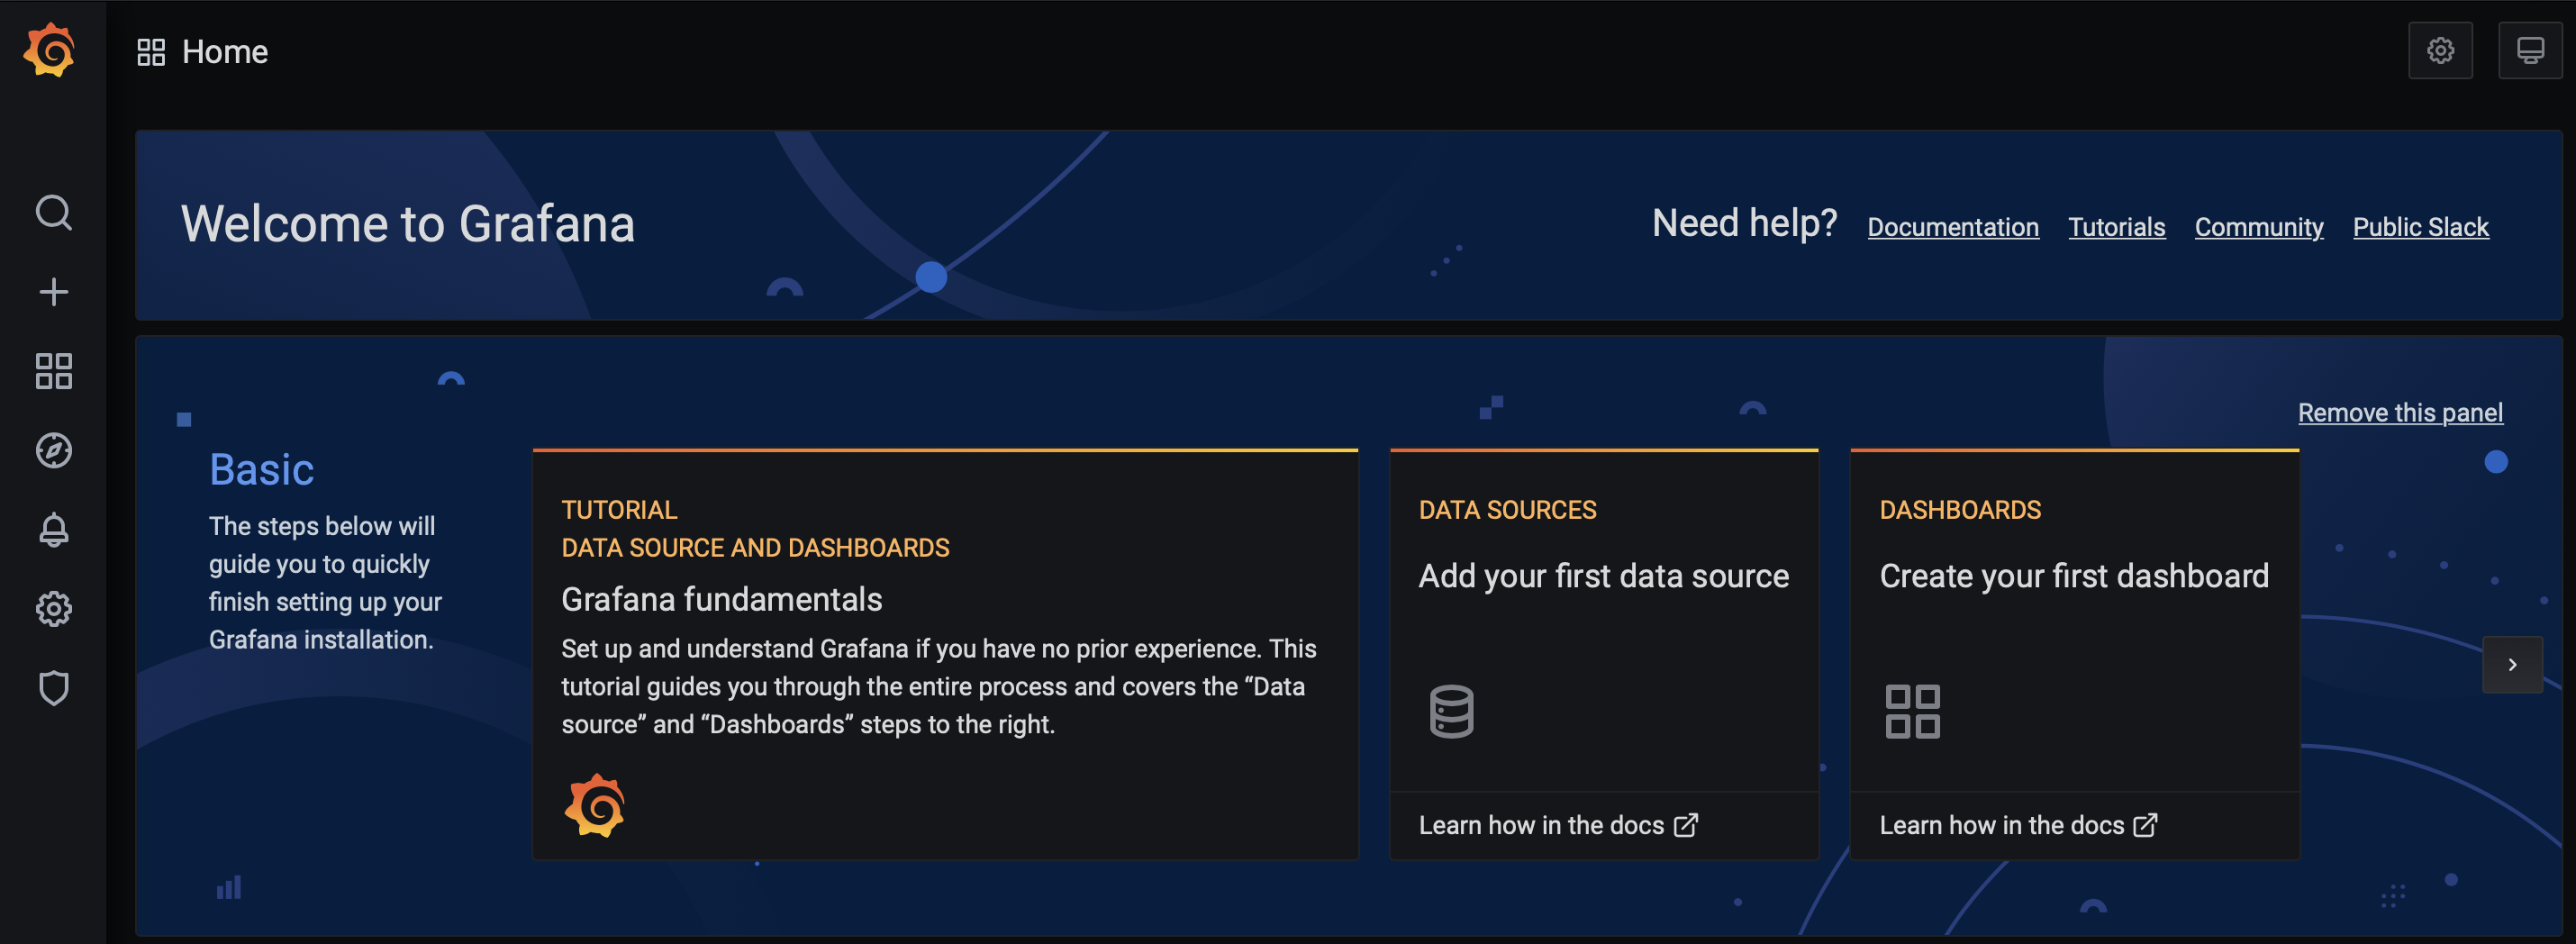 Home
Welcome to Grafana
Need help? Documentation Tutorials Community Public Slack
Remove this panel
Basic
The steps below will
guide you to quickly
finish setting up your
Grafana installation.
TUTORIAL
DATA SOURCE AND DASHBOARDS
Grafana fundamentals
Set up and understand Grafana if you have no prior experience. This
tutorial guides you through the entire process and covers the “Data
source” and “Dashboards” steps to the right.
DATA SOURCES
Add your first data source
Learn how in the docs
DASHBOARDS
Create your first dashboard
Learn how in the docs